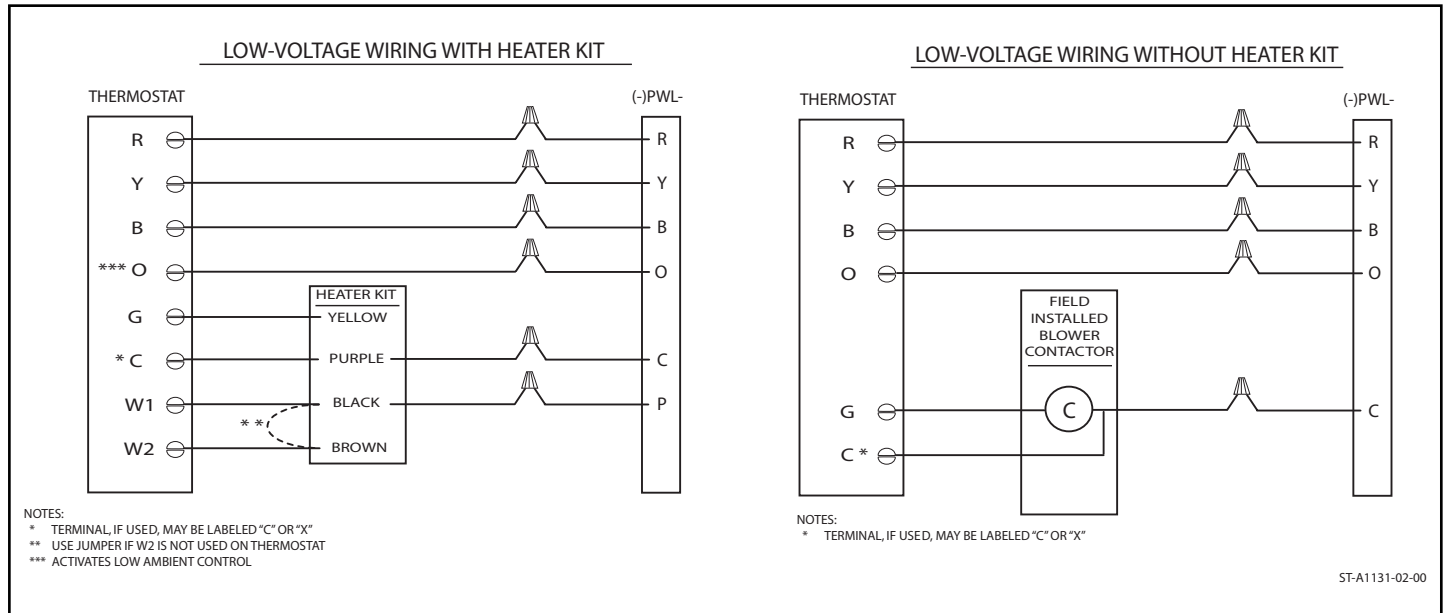 LOW-VOLTAGE WIRING WITH HEATER KIT
THERMOSTAT
(-)PWL-
R
R
Y
Y
B
B
*** O
O
HEATER KIT
G
YELLOW
* C
PURPLE
C
W1
BLACK
P
* *
W2
BROWN
NOTES:
* TERMINAL, IF USED, MAY BE LABELED “C” OR “X”
** USE JUMPER IF W2 IS NOT USED ON THERMOSTAT
*** ACTIVATES LOW AMBIENT CONTROL
LOW-VOLTAGE WIRING WITHOUT HEATER KIT
THERMOSTAT
(-)PWL-
R
R
Y
Y
B
B
O
O
FIELD
INSTALLED
BLOWER
CONTACTOR
G
C
C
C *
NOTES:
* TERMINAL, IF USED, MAY BE LABELED “C” OR “X”
ST-A1131-02-00